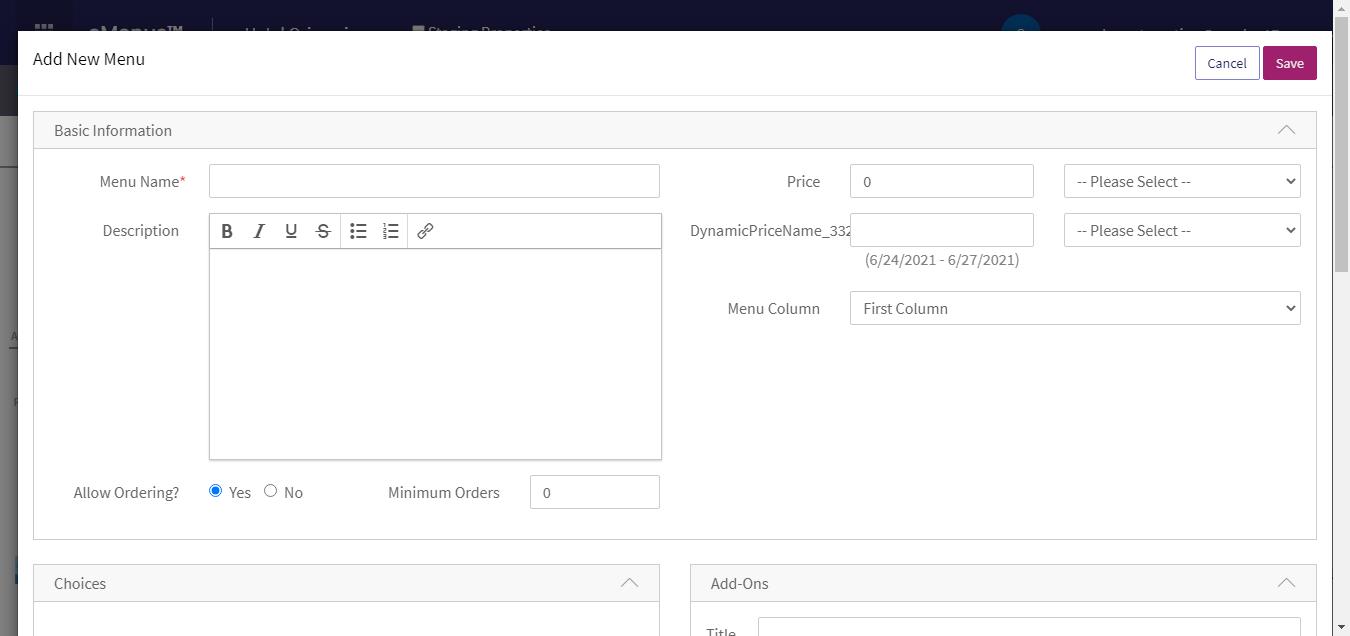 Add New Menu
Cancel
Save
Basic Information
Menu Name*
Price
0
-- Please Select --
Description
B I U S
DynamicPriceName_332
-- Please Select --
(6/24/2021 - 6/27/2021)
Menu Column
First Column
Allow Ordering?
Yes
No
Minimum Orders
0
Choices
Add-Ons
Title